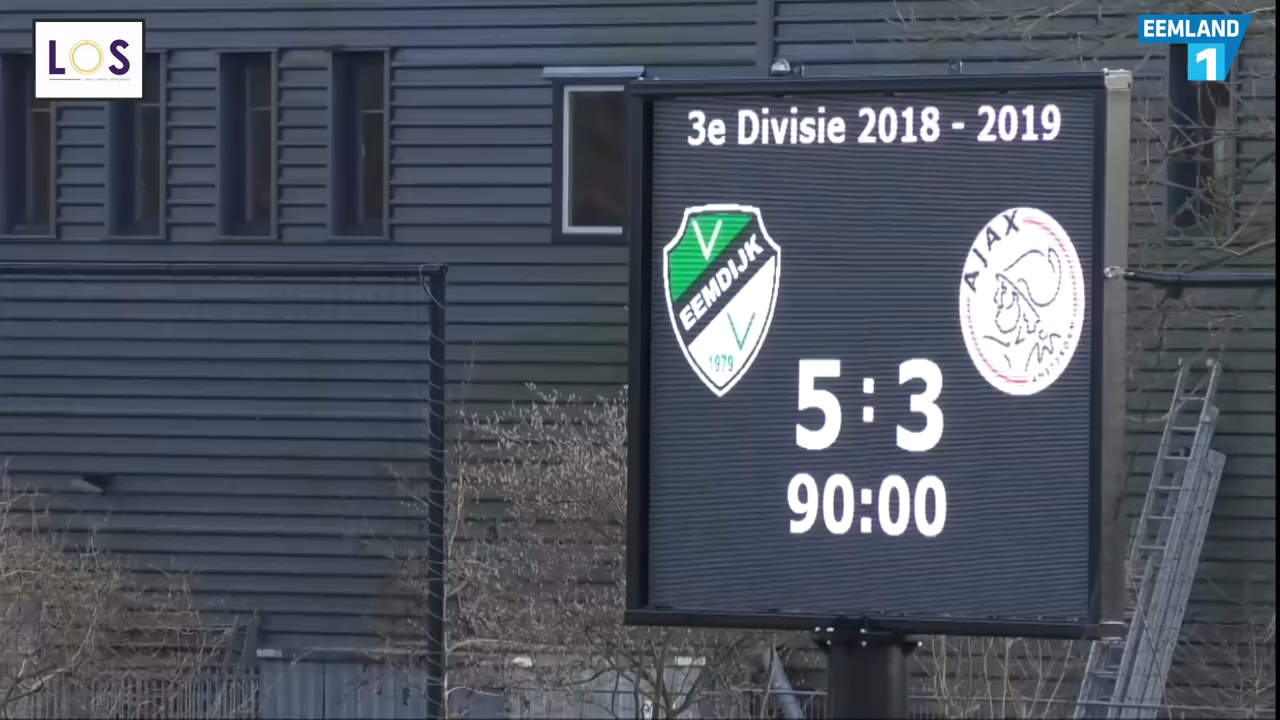 LOS
EEMLAND
1
3e Divisie 2018 - 2019
V
EEMDIJK
V
1979
AJAX
5:3
90:00